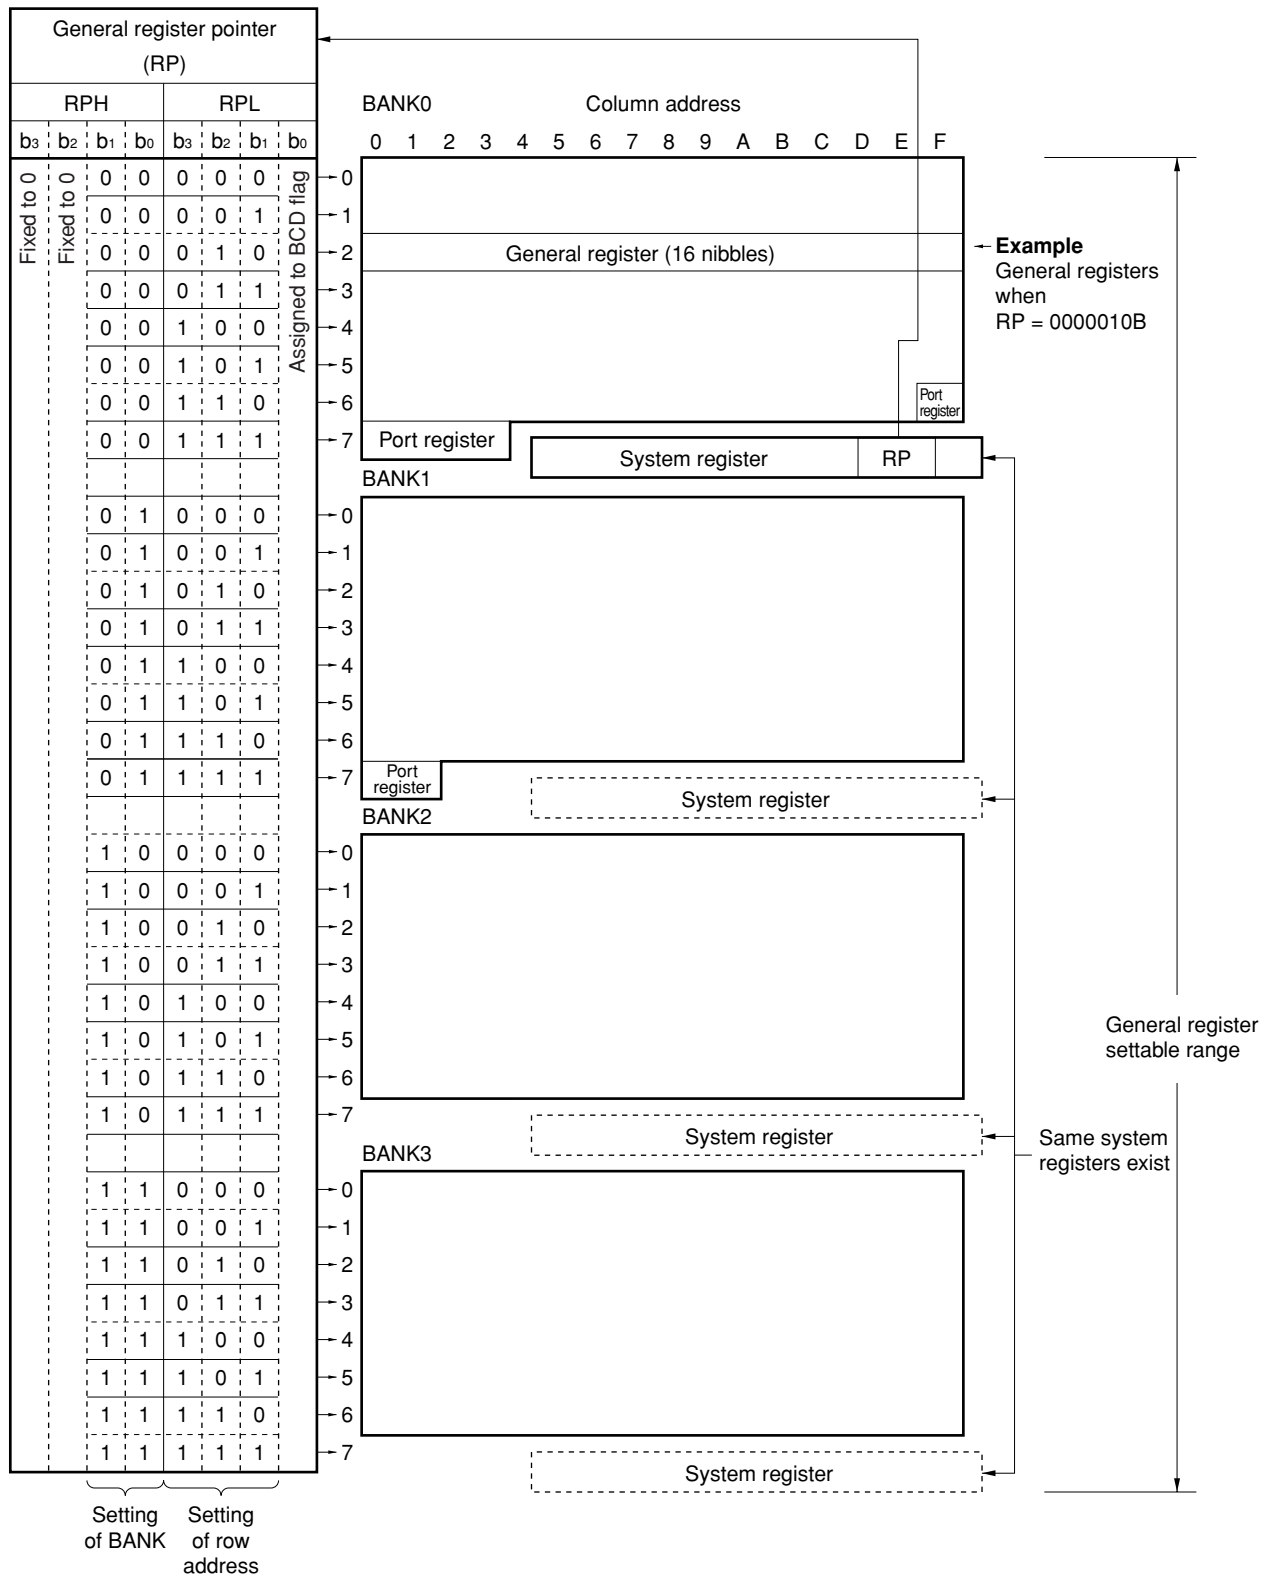 General register pointer
(RP)
RPH RPL
b3 b2 b1 b0 b3 b2 b1 b0
Fixed to 0
Fixed to 0
Assigned to BCD flag
BANK0 Column address
0 1 2 3 4 5 6 7 8 9 A B C D E F
0 0 0 0 0 0
0 0 0 0 1 1
0 0 0 1 0 2 General register (16 nibbles)
0 0 0 1 1 3
0 0 1 0 0 4
0 0 1 0 1 5
0 0 1 1 0 6
0 0 1 1 1 7
Example
General registers
when
RP = 0000010B
Port
register
Port register
System register RP
BANK1
0 1 0 0 0 0
0 1 0 0 1 1
0 1 0 1 0 2
0 1 0 1 1 3
0 1 1 0 0 4
0 1 1 0 1 5
0 1 1 1 0 6
0 1 1 1 1 7
Port
register
System register
BANK2
1 0 0 0 0 0
1 0 0 0 1 1
1 0 0 1 0 2
1 0 0 1 1 3
1 0 1 0 0 4
1 0 1 0 1 5
1 0 1 1 0 6
1 0 1 1 1 7
General register
settable range
System register
Same system
registers exist
BANK3
1 1 0 0 0 0
1 1 0 0 1 1
1 1 0 1 0 2
1 1 0 1 1 3
1 1 1 0 0 4
1 1 1 0 1 5
1 1 1 1 0 6
1 1 1 1 1 7
System register
Setting
of BANK
Setting
of row
address